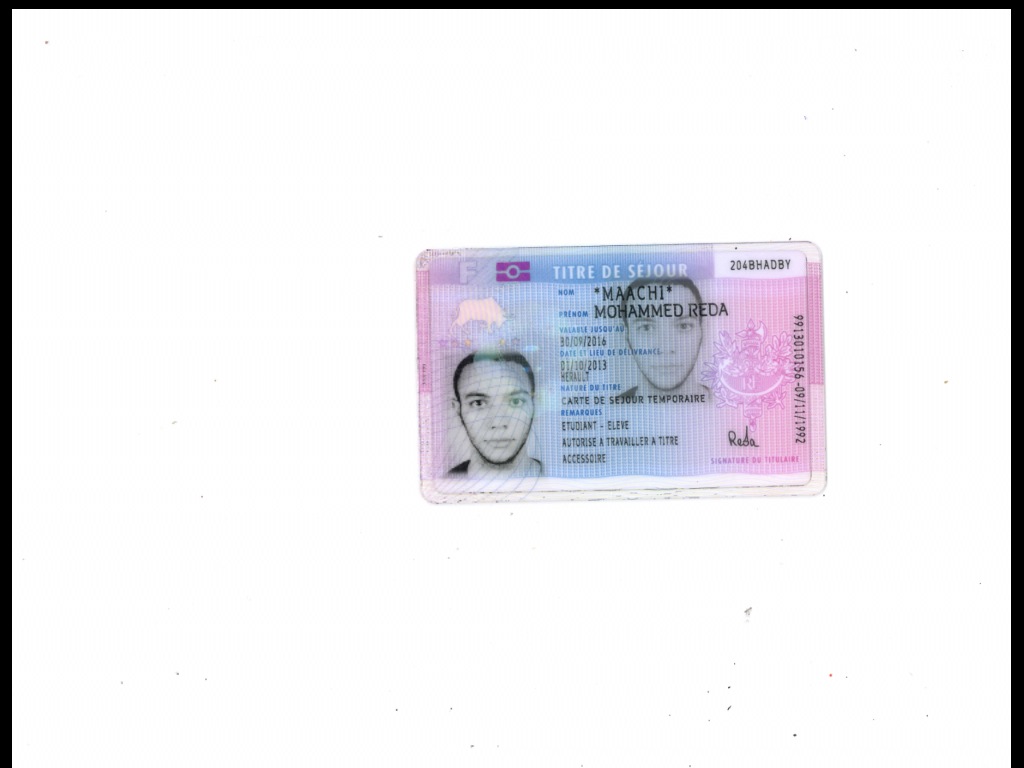 F
TITRE DE SÉJOUR
204BHADBY
NOM *MAACHI*
PRÉNOM MOHAMMED REDA
VALABLE JUSQU'AU
30/09/2016
DATE ET LIEU DE DÉLIVRANCE
01/10/2013
HERAULT
NATURE DU TITRE
CARTE DE SEJOUR TEMPORAIRE
REMARQUES
ETUDIANT - ELEVE
AUTORISE A TRAVAILLER A TITRE
ACCESSOIRE
RF
Reda
SIGNATURE DU TITULAIRE
9913010156-09/11/1992